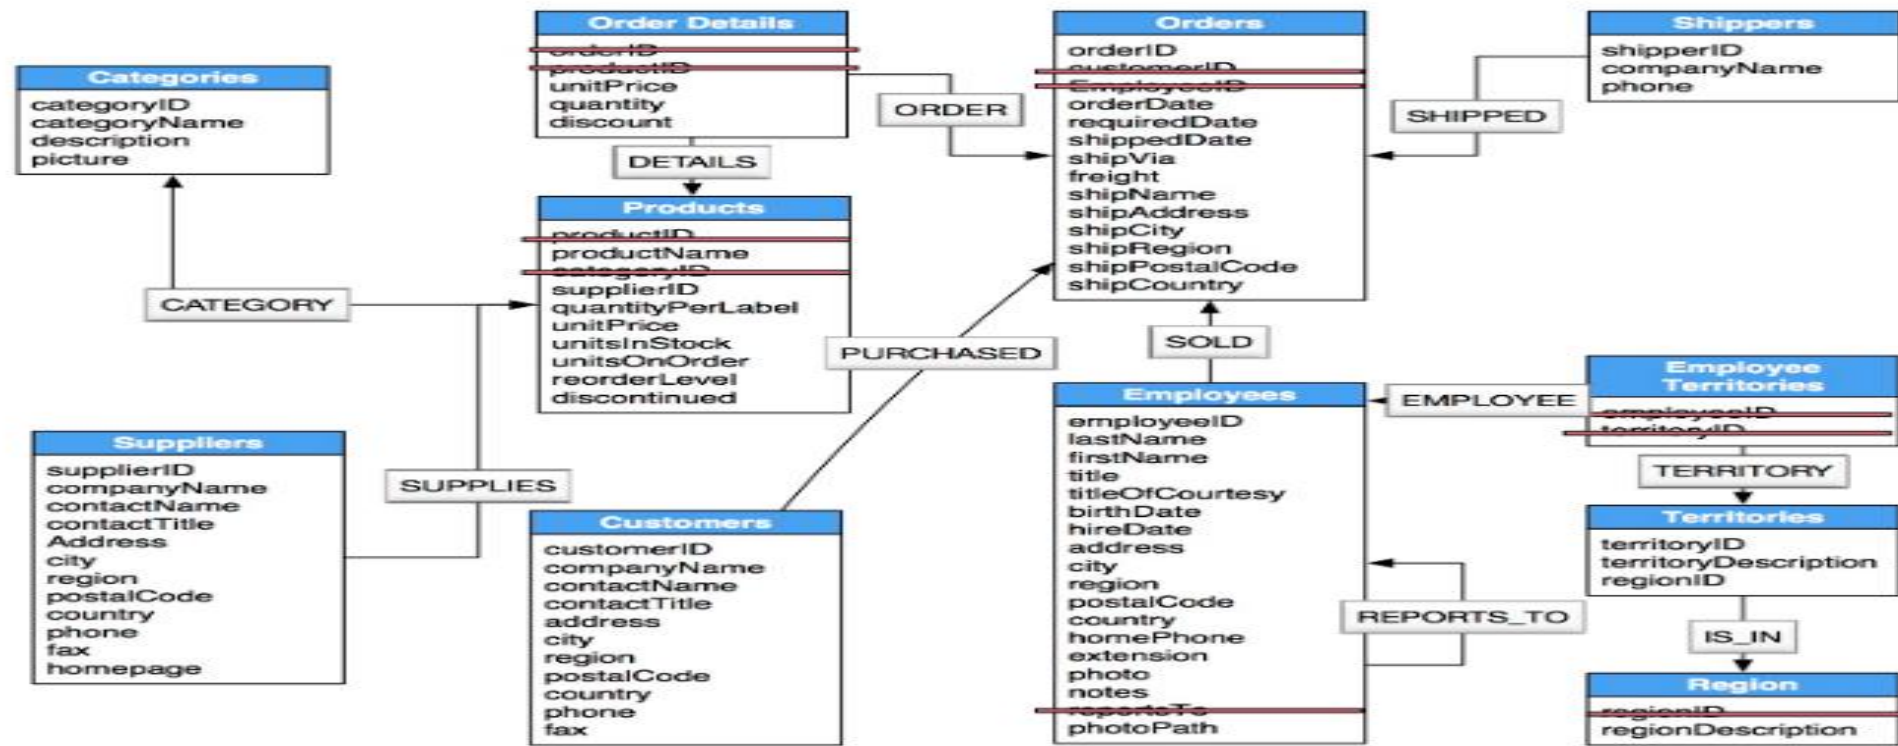 Categories
categoryID
categoryName
description
picture
Order Details
orderID
productID
unitPrice
quantity
discount
ORDER
DETAILS
Products
productID
productName
categoryID
supplierID
quantityPerLabel
unitPrice
unitsInStock
unitsOnOrder
reorderLevel
discontinued
CATEGORY
SUPPLIES
Suppliers
supplierID
companyName
contactName
contactTitle
Address
city
region
postalCode
country
phone
fax
homepage
Customers
customerID
companyName
contactName
contactTitle
address
city
region
postalCode
country
phone
fax
PURCHASED
Orders
orderID
customerID
EmployeeID
orderDate
requiredDate
shippedDate
shipVia
freight
shipName
shipAddress
shipCity
shipRegion
shipPostalCode
shipCountry
SHIPPED
Shippers
shipperID
companyName
phone
SOLD
Employees
employeeID
lastName
firstName
title
titleOfCourtesy
birthDate
hireDate
address
city
region
postalCode
country
homePhone
extension
photo
notes
reportsTo
photoPath
EMPLOYEE
REPORTS_TO
Employee
Territories
employeeID
territoryID
TERRITORY
Territories
territoryID
territoryDescription
regionID
IS_IN
Region
regionID
regionDescription